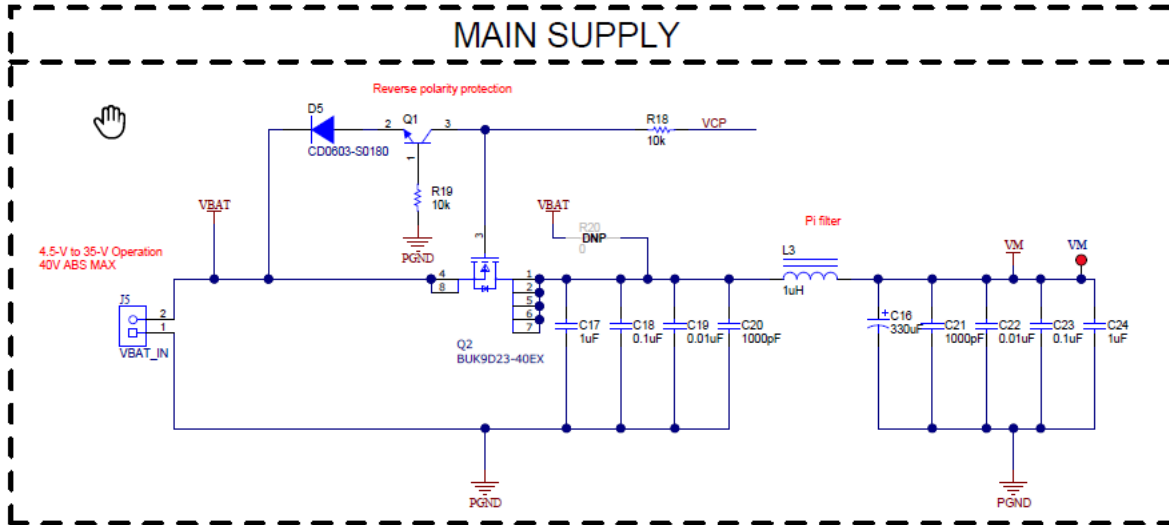 MAIN SUPPLY
Reverse polarity protection
D5
2
Q1
3
R18
VCP
10k
CD0603-S0180
1
R19
10k
VBAT
VBAT
R20
DNP
0
Pi filter
PGND
3
4.5-V to 35-V Operation
40V ABS MAX
L3
VM
VM
4
8
1
2
5
6
7
1uH
J5
2
1
VBAT_IN
C17
1uF
C18
0.1uF
C19
0.01uF
C20
1000pF
+
C16
330uF
C21
1000pF
C22
0.01uF
C23
0.1uF
C24
1uF
Q2
BUK9D23-40EX
PGND
PGND